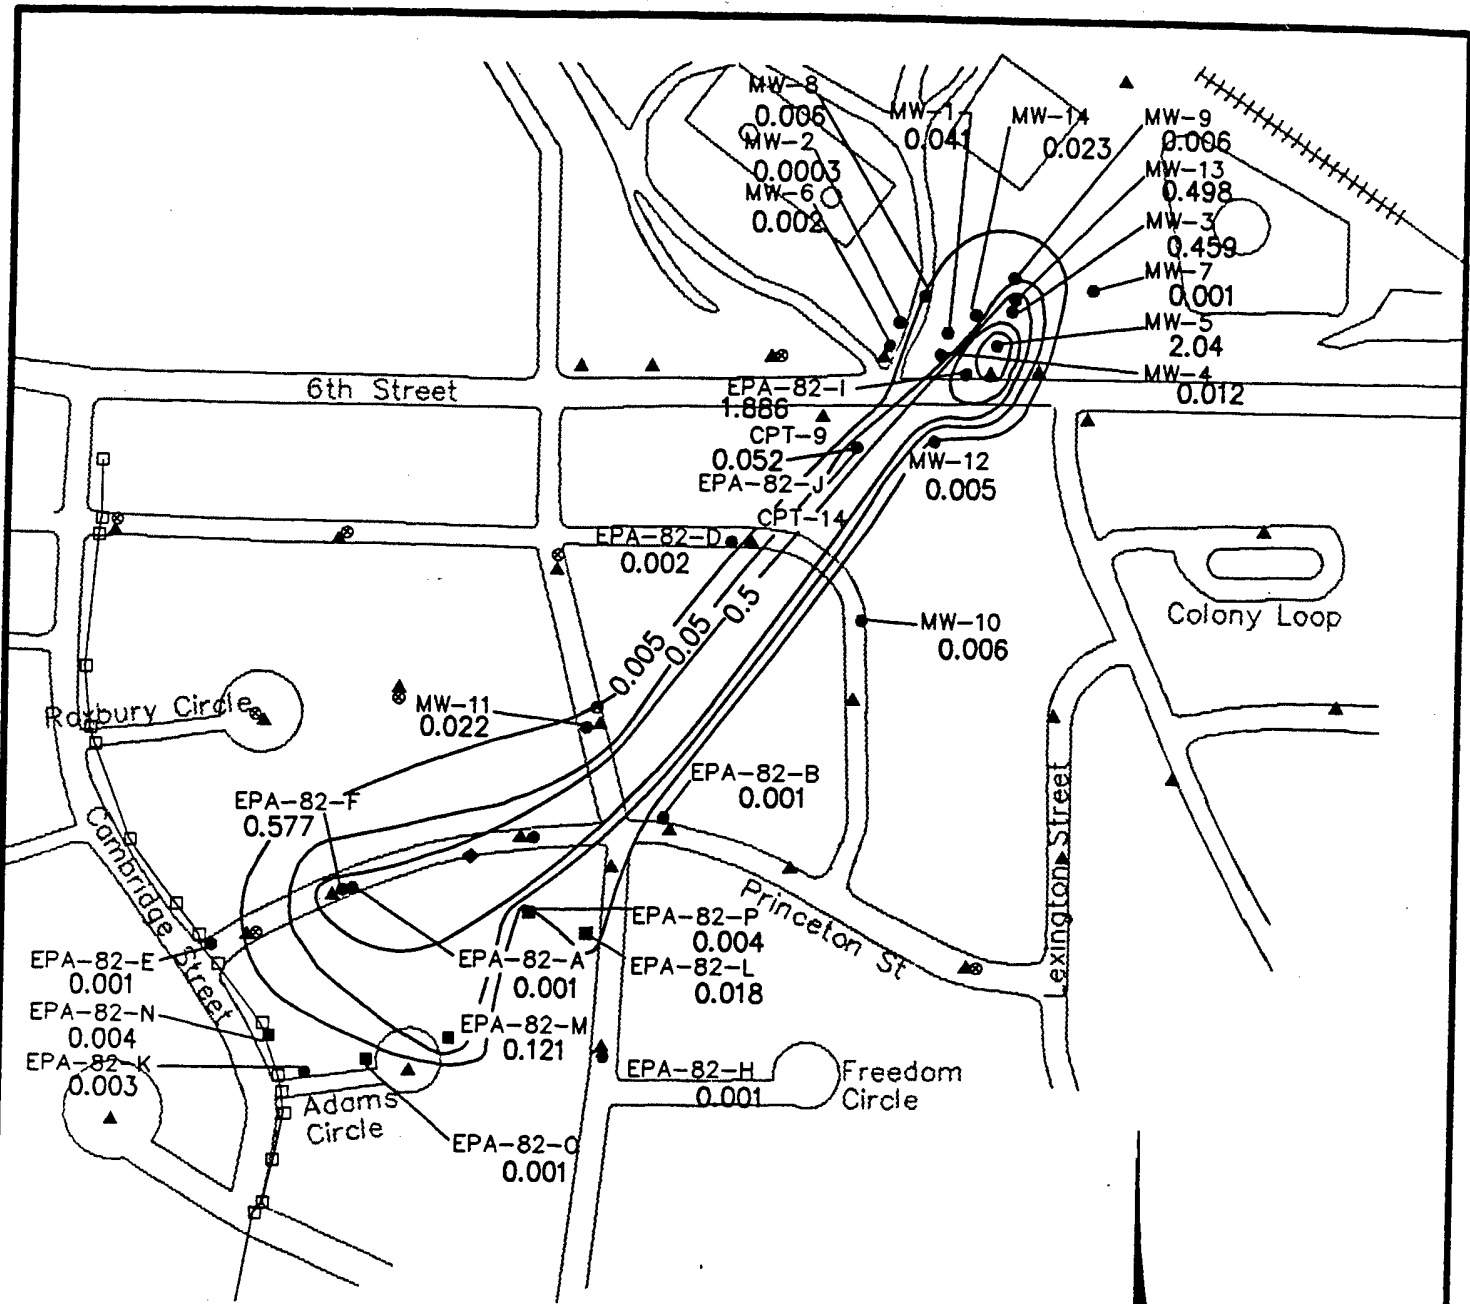 MW-8
0.006
MW-2
0.0003
MW-6
0.002
MW-1
0.041
MW-14
0.023
MW-9
0.006
MW-13
0.498
MW-3
0.459
MW-7
0.001
MW-5
2.04
MW-4
0.012
6th Street
EPA-82-I
1.886
CPT-9
0.052
EPA-82-J
CPT-14
MW-12
0.005
EPA-82-D
0.002
0.005
0.05
0.5
MW-10
0.006
Colony Loop
Roxbury Circle
MW-11
0.022
EPA-82-F
0.577
EPA-82-B
0.001
Cambridge Street
Princeton St
Lexington Street
EPA-82-P
0.004
EPA-82-L
0.018
EPA-82-A
0.001
EPA-82-E
0.001
EPA-82-N
0.004
EPA-82-K
0.003
EPA-82-M
0.121
EPA-82-H
0.001
Freedom
Circle
Adams
Circle
EPA-82-O
0.001